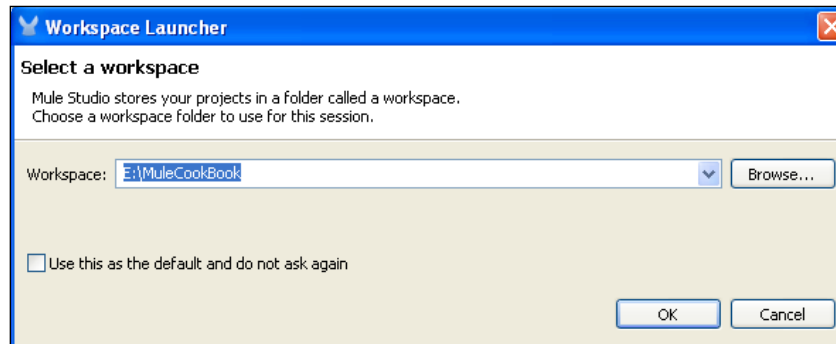 Workspace Launcher
Select a workspace
Mule Studio stores your projects in a folder called a workspace.
Choose a workspace folder to use for this session.
Workspace: E:\MuleCookBook Browse...
Use this as the default and do not ask again
OK Cancel